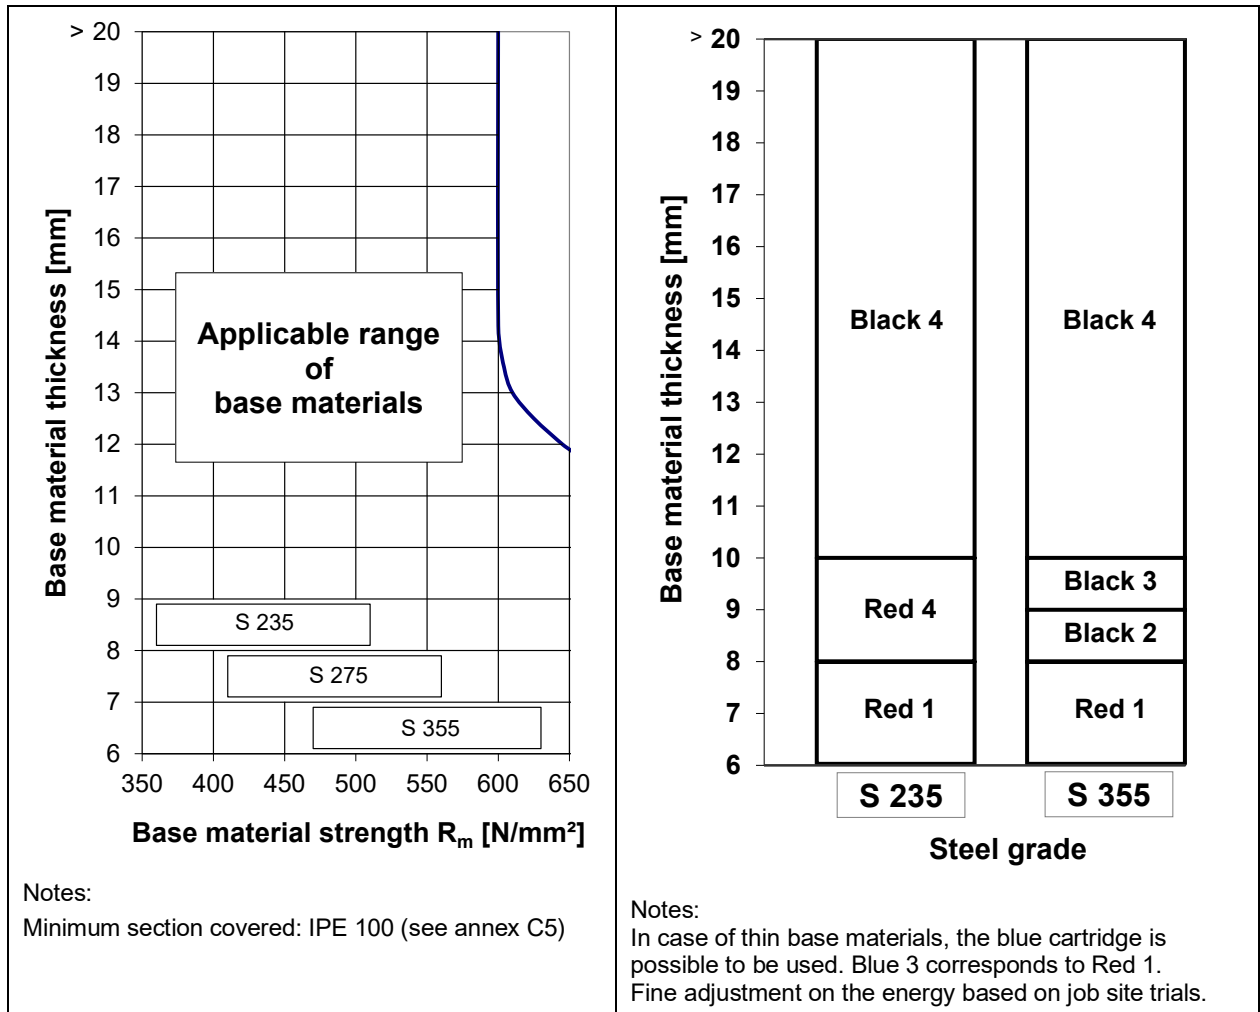 > 20
19
18
17
16
15
14
13
12
11
10
9
8
7
6
Base material thickness [mm]
Applicable range
of
base materials
S 235
S 275
S 355
350 400 450 500 550 600 650
Base material strength Rₘ [N/mm²]
Notes:
Minimum section covered: IPE 100 (see annex C5)
> 20
19
18
17
16
15
14
13
12
11
10
9
8
7
6
Base material thickness [mm]
Black 4 Black 4
Black 3
Red 4
Black 2
Red 1 Red 1
S 235 S 355
Steel grade
Notes:
In case of thin base materials, the blue cartridge is
possible to be used. Blue 3 corresponds to Red 1.
Fine adjustment on the energy based on job site trials.